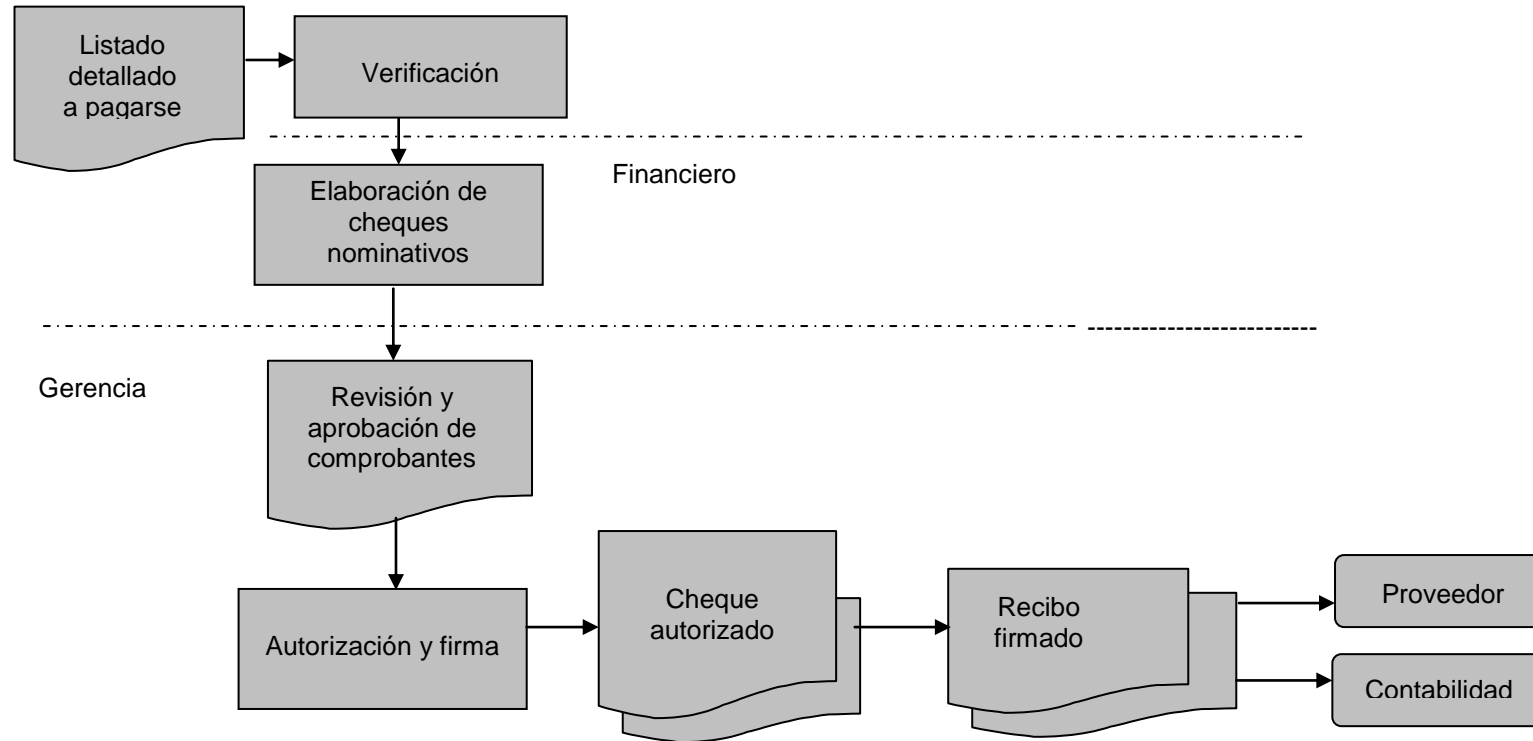 Listado
detallado
a pagarse
Verificación
Financiero
Elaboración de
cheques
nominativos
Gerencia
Revisión y
aprobación de
comprobantes
Autorización y firma
Cheque
autorizado
Recibo
firmado
Proveedor
Contabilidad